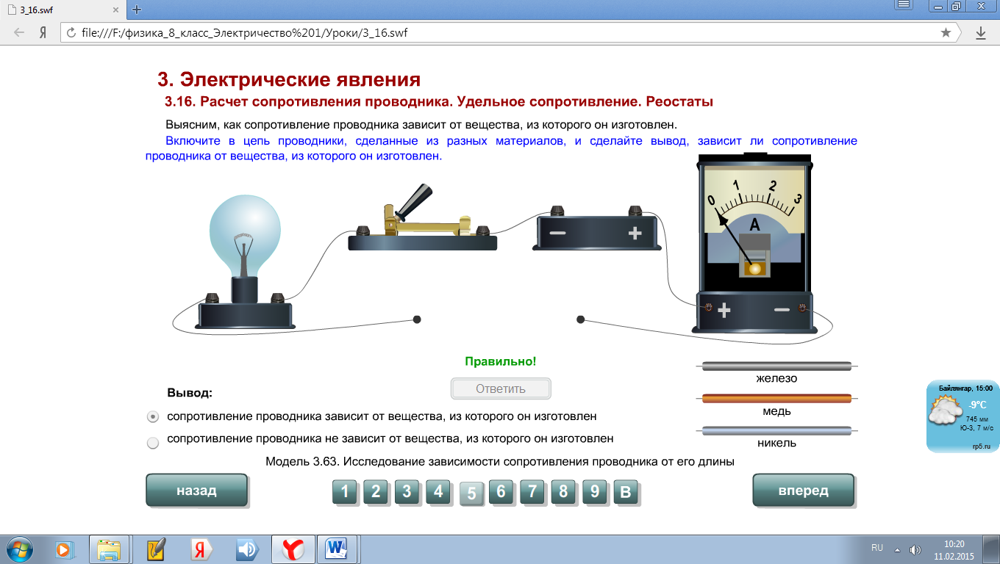 3_16.swf
Я
file:///F:/физика_8_класс_Электричество%201/Уроки/3_16.swf
3. Электрические явления
3.16. Расчет сопротивления проводника. Удельное сопротивление. Реостаты
Выясним, как сопротивление проводника зависит от вещества, из которого он изготовлен.
Включите в цепь проводники, сделанные из разных материалов, и сделайте вывод, зависит ли сопротивление
проводника от вещества, из которого он изготовлен.
0 1 2 3
A
− +
+ −
Правильно!
Ответить
железо
медь
никель
Вывод:
сопротивление проводника зависит от вещества, из которого он изготовлен
сопротивление проводника не зависит от вещества, из которого он изготовлен
Модель 3.63. Исследование зависимости сопротивления проводника от его длины
назад
1 2 3 4 5 6 7 8 9 В
вперед
Байлянгар, 15:00
-9°C
745 мм
Ю-З, 7 м/с
rp5.ru
Я
W
RU
10:20
11.02.2015